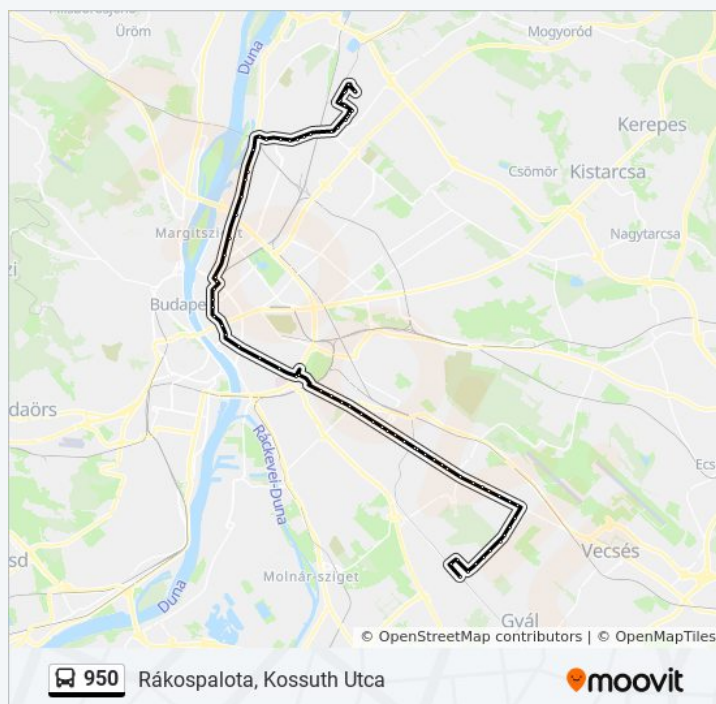 Üröm
Mogyoród
Duna
Kerepes
Csömör
Kistarcsa
Nagytarcsa
Margitsziget
Budapest
daörs
Ráckevei-Duna
Ecs
Vecsés
sd
Molnár-sziget
Duna
Gyál
© OpenStreetMap contributors | © OpenMapTiles
950 Rákospalota, Kossuth Utca
moovit